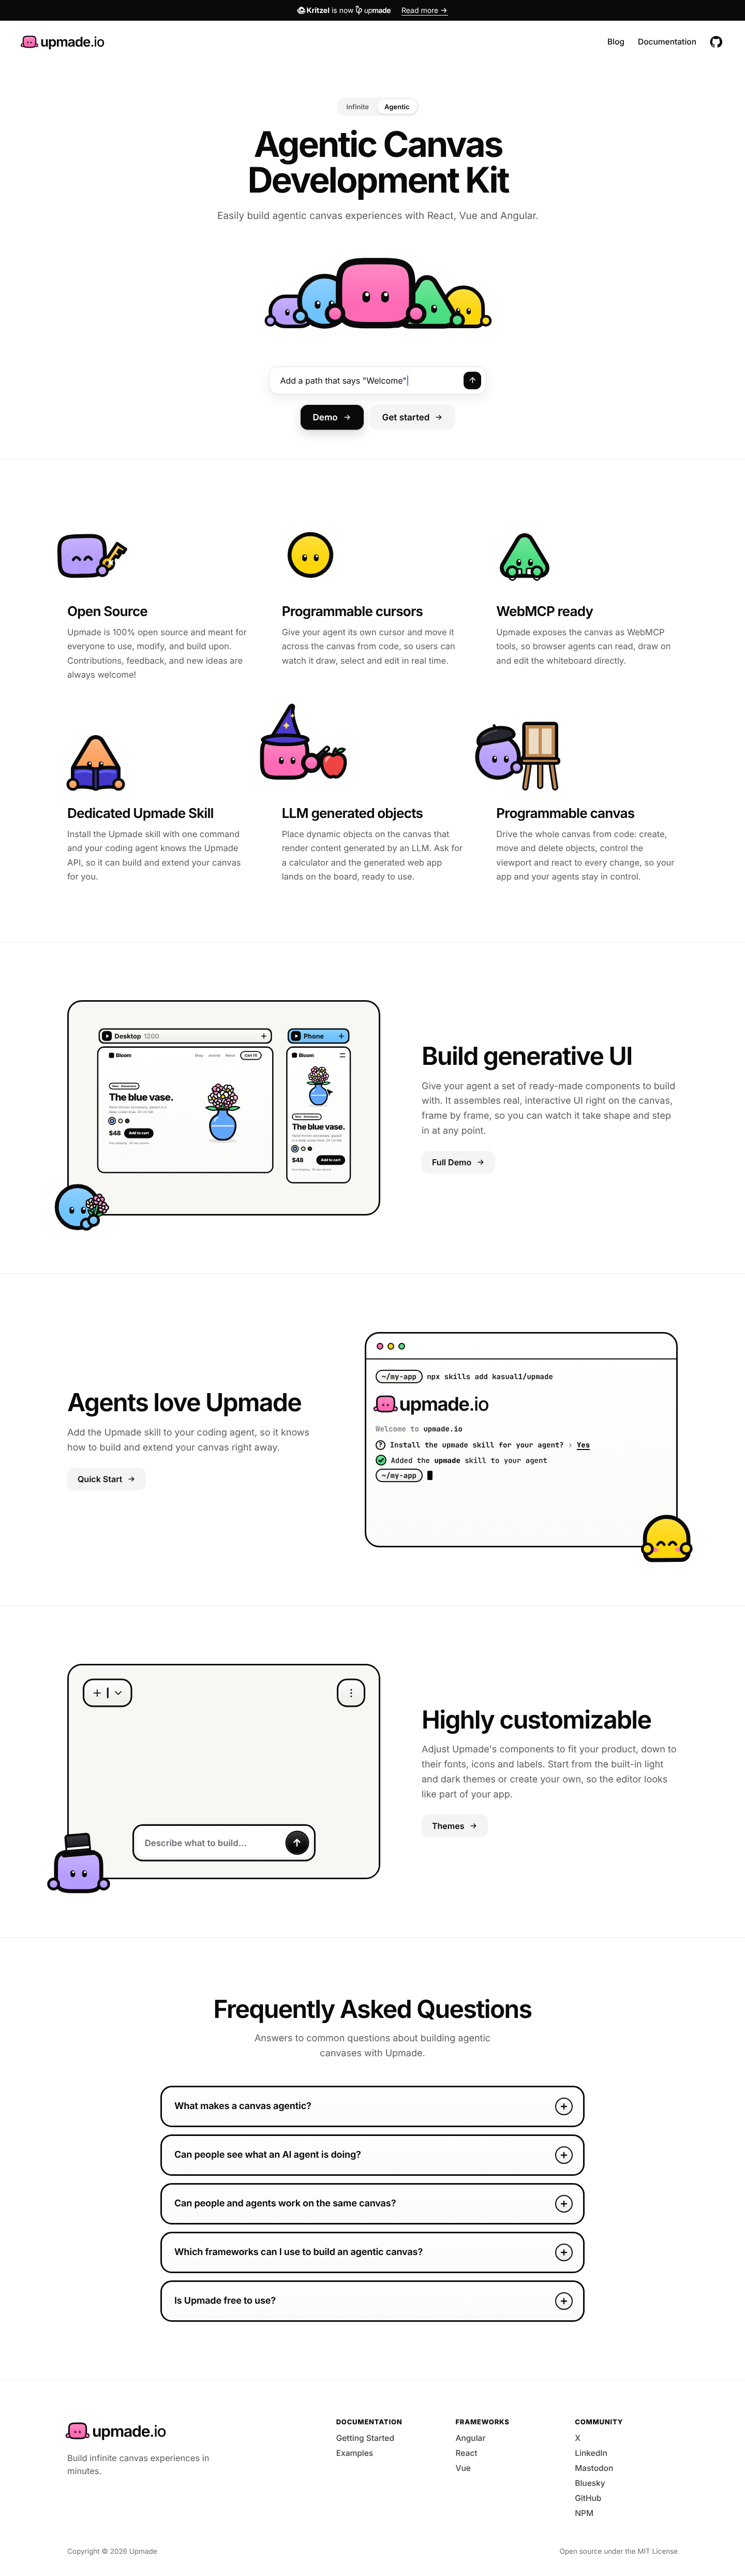 Kritzel is now upmade Read more →
upmade.io
Blog Documentation
Infinite Agentic
Agentic Canvas
Development Kit
Easily build agentic canvas experiences with React, Vue and Angular.
Add a path that says "Welcome"
Demo →
Get started →
Open Source
Upmade is 100% open source and meant for
everyone to use, modify, and build upon.
Contributions, feedback, and new ideas are
always welcome!
Programmable cursors
Give your agent its own cursor and move it
across the canvas from code, so users can
watch it draw, select and edit in real time.
WebMCP ready
Upmade exposes the canvas as WebMCP
tools, so browser agents can read, draw on
and edit the whiteboard directly.
Dedicated Upmade Skill
Install the Upmade skill with one command
and your coding agent knows the Upmade
API, so it can build and extend your canvas
for you.
LLM generated objects
Place dynamic objects on the canvas that
render content generated by an LLM. Ask for
a calculator and the generated web app
lands on the board, ready to use.
Programmable canvas
Drive the whole canvas from code: create,
move and delete objects, control the
viewport and react to every change, so your
app and your agents stay in control.
Desktop 1200
Bloom
Shop Journal About
The blue vase.
$48 Add to cart
Phone
Bloom
The blue vase.
$48 Add to cart
Build generative UI
Give your agent a set of ready-made components to build
with. It assembles real, interactive UI right on the canvas,
frame by frame, so you can watch it take shape and step
in at any point.
Full Demo →
Agents love Upmade
Add the Upmade skill to your coding agent, so it knows
how to build and extend your canvas right away.
Quick Start →
~/my-app npx skills add kasual1/upmade
upmade.io
Welcome to upmade.io
? Install the upmade skill for your agent? › Yes
Added the upmade skill to your agent
~/my-app
Describe what to build...
Highly customizable
Adjust Upmade's components to fit your product, down to
their fonts, icons and labels. Start from the built-in light
and dark themes or create your own, so the editor looks
like part of your app.
Themes →
Frequently Asked Questions
Answers to common questions about building agentic
canvases with Upmade.
What makes a canvas agentic?
Can people see what an AI agent is doing?
Can people and agents work on the same canvas?
Which frameworks can I use to build an agentic canvas?
Is Upmade free to use?
upmade.io
Build infinite canvas experiences in
minutes.
DOCUMENTATION
Getting Started
Examples
FRAMEWORKS
Angular
React
Vue
COMMUNITY
X
LinkedIn
Mastodon
Bluesky
GitHub
NPM
Copyright © 2026 Upmade
Open source under the MIT License